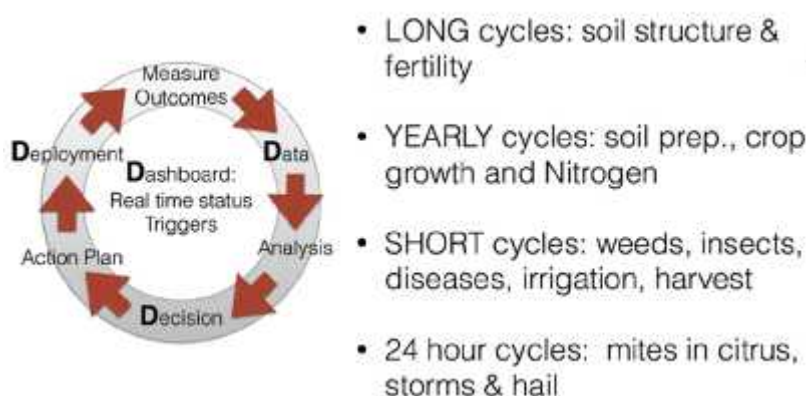 Measure
Outcomes
Data
Analysis
Decision
Action Plan
Deployment
Dashboard:
Real time status
Triggers
• LONG cycles: soil structure &
fertility
• YEARLY cycles: soil prep., crop
growth and Nitrogen
• SHORT cycles: weeds, insects,
diseases, irrigation, harvest
• 24 hour cycles: mites in citrus,
storms & hail